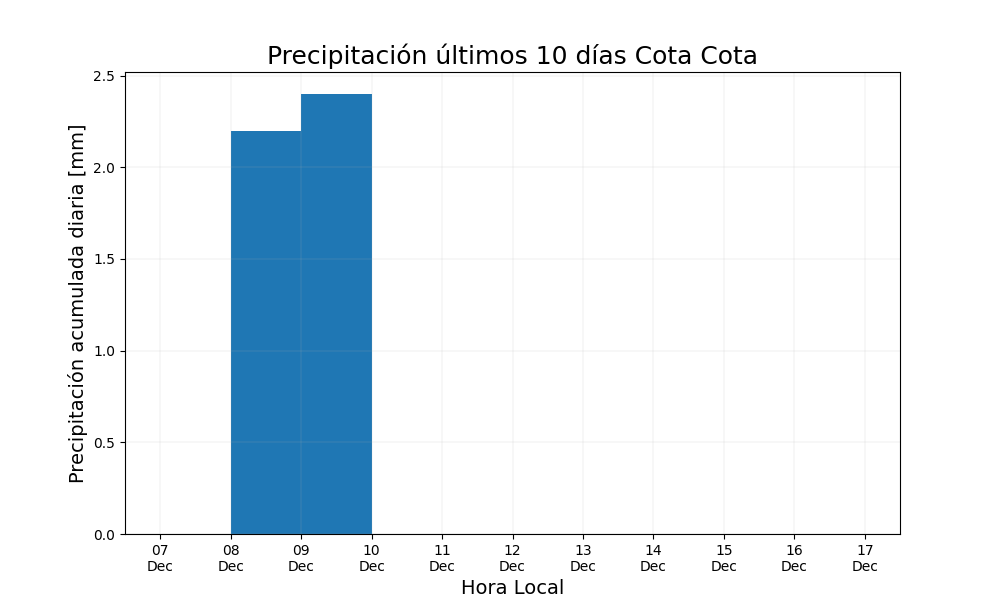 Precipitación últimos 10 días Cota Cota
Precipitación acumulada diaria [mm]
2.5
2.0
1.5
1.0
0.5
0.0
07 08 09 10 11 12 13 14 15 16 17
Dec Dec Dec Dec Dec Dec Dec Dec Dec Dec Dec
Hora Local